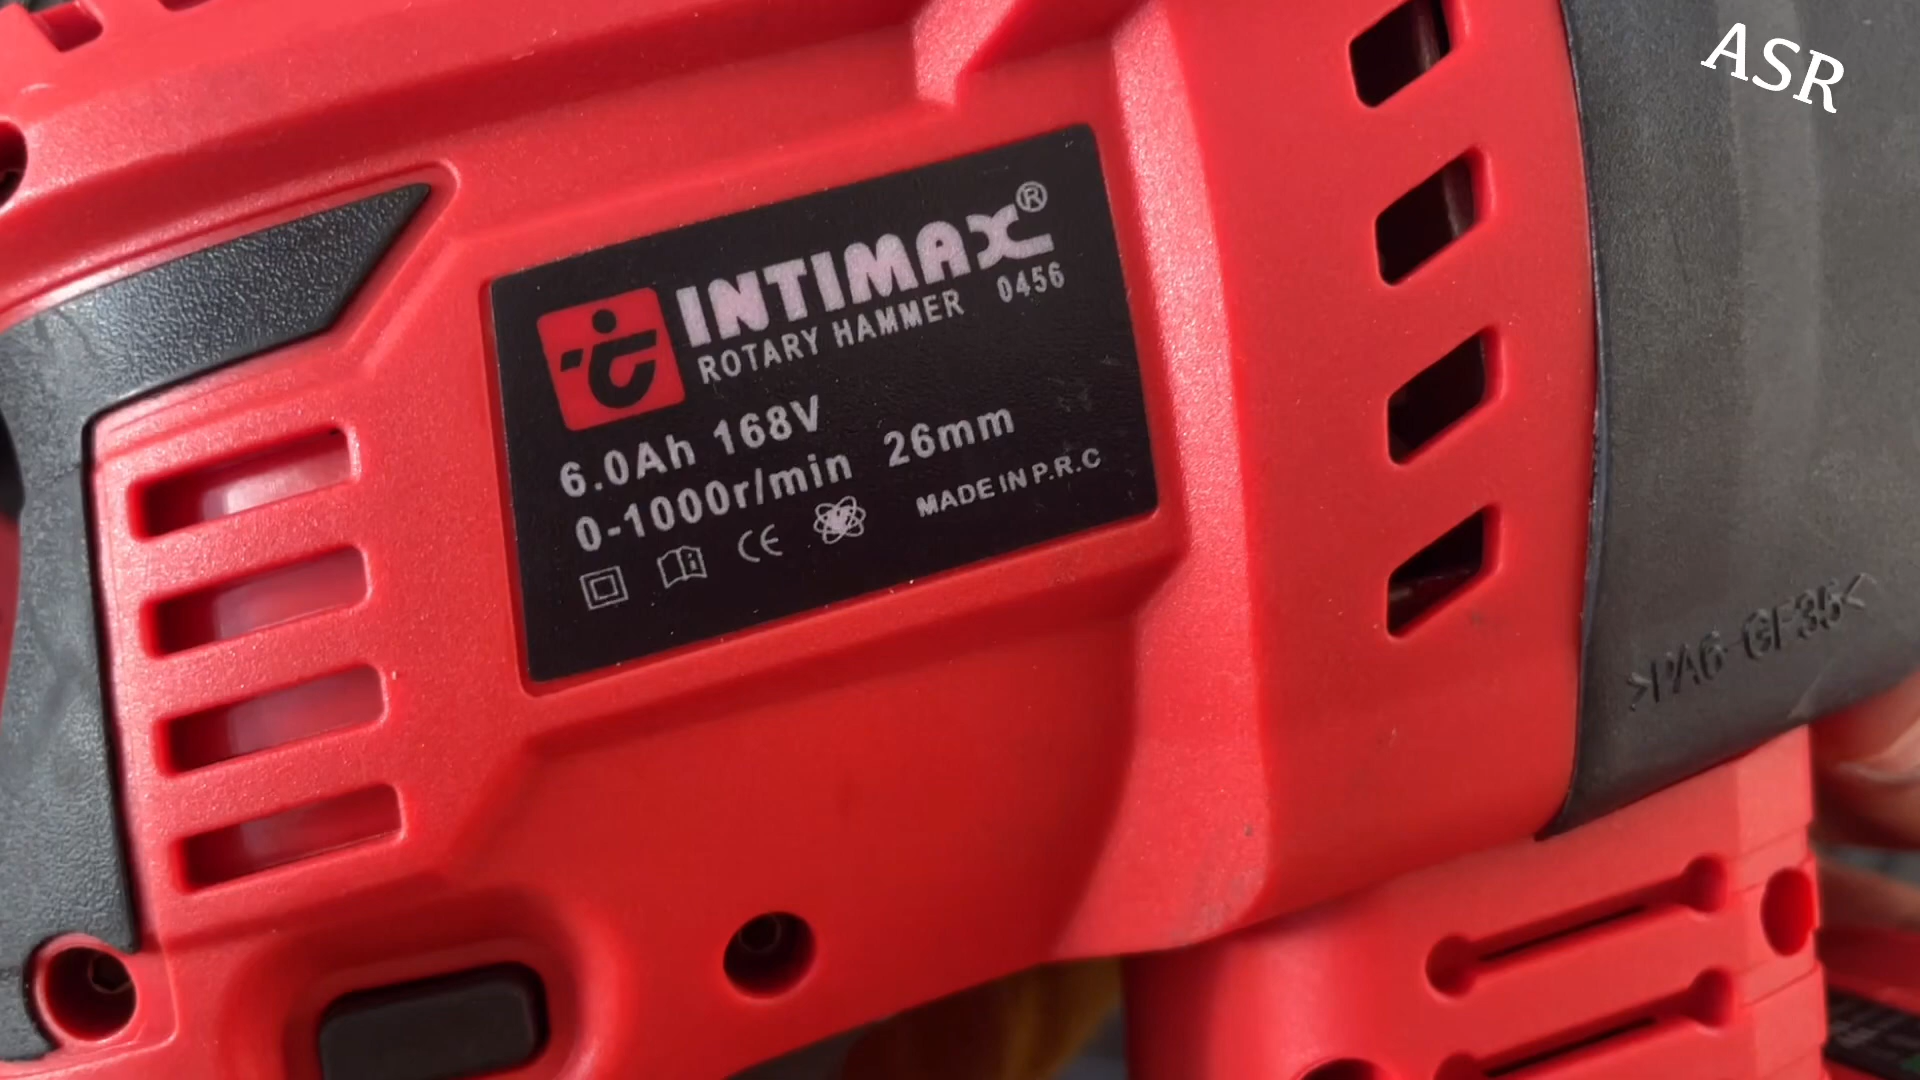 ASR
INTIMAX®
ROTARY HAMMER 0456
6.0Ah 168V
0-1000r/min 26mm
CE MADE IN P.R.C
>PA6-GF35<